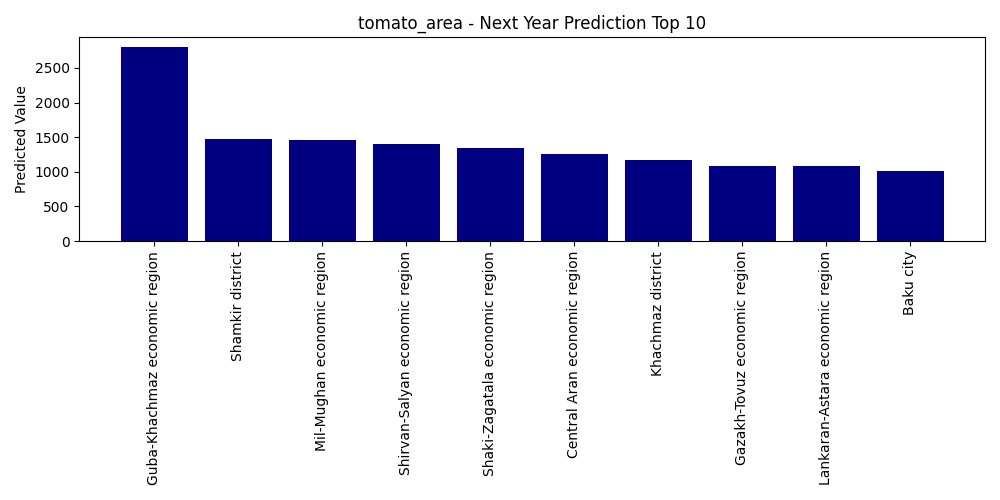 tomato_area - Next Year Prediction Top 10
Predicted Value
2500
2000
1500
1000
500
0
Guba-Khachmaz economic region
Shamkir district
Mil-Mughan economic region
Shirvan-Salyan economic region
Shaki-Zagatala economic region
Central Aran economic region
Khachmaz district
Gazakh-Tovuz economic region
Lankaran-Astara economic region
Baku city